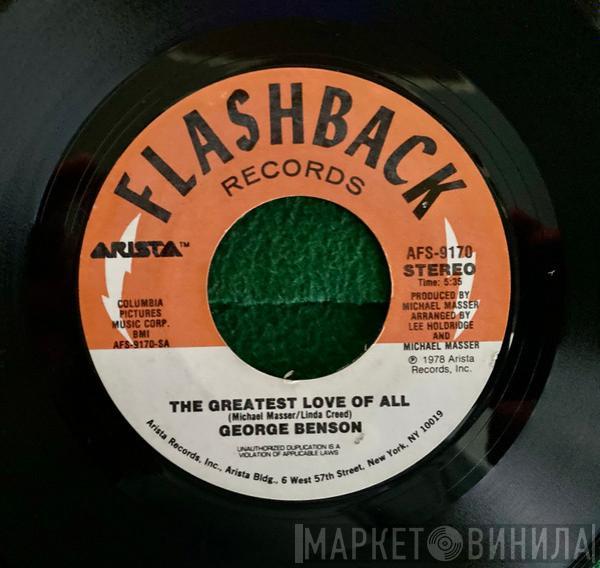 FLASHBACK
RECORDS
ARISTA™
COLUMBIA
PICTURES
MUSIC CORP.
BMI
AFS-9170-SA
AFS-9170
STEREO
Time: 5:35
PRODUCED BY
MICHAEL MASSER
ARRANGED BY
LEE HOLDRIDGE
AND
MICHAEL MASSER
℗ 1978 Arista
Records, Inc.
THE GREATEST LOVE OF ALL
(Michael Masser/Linda Creed)
GEORGE BENSON
UNAUTHORIZED DUPLICATION IS A
VIOLATION OF APPLICABLE LAWS
Arista Records, Inc., Arista Bldg., 6 West 57th Street, New York, NY 10019
МАРКЕТ ВИНИЛА